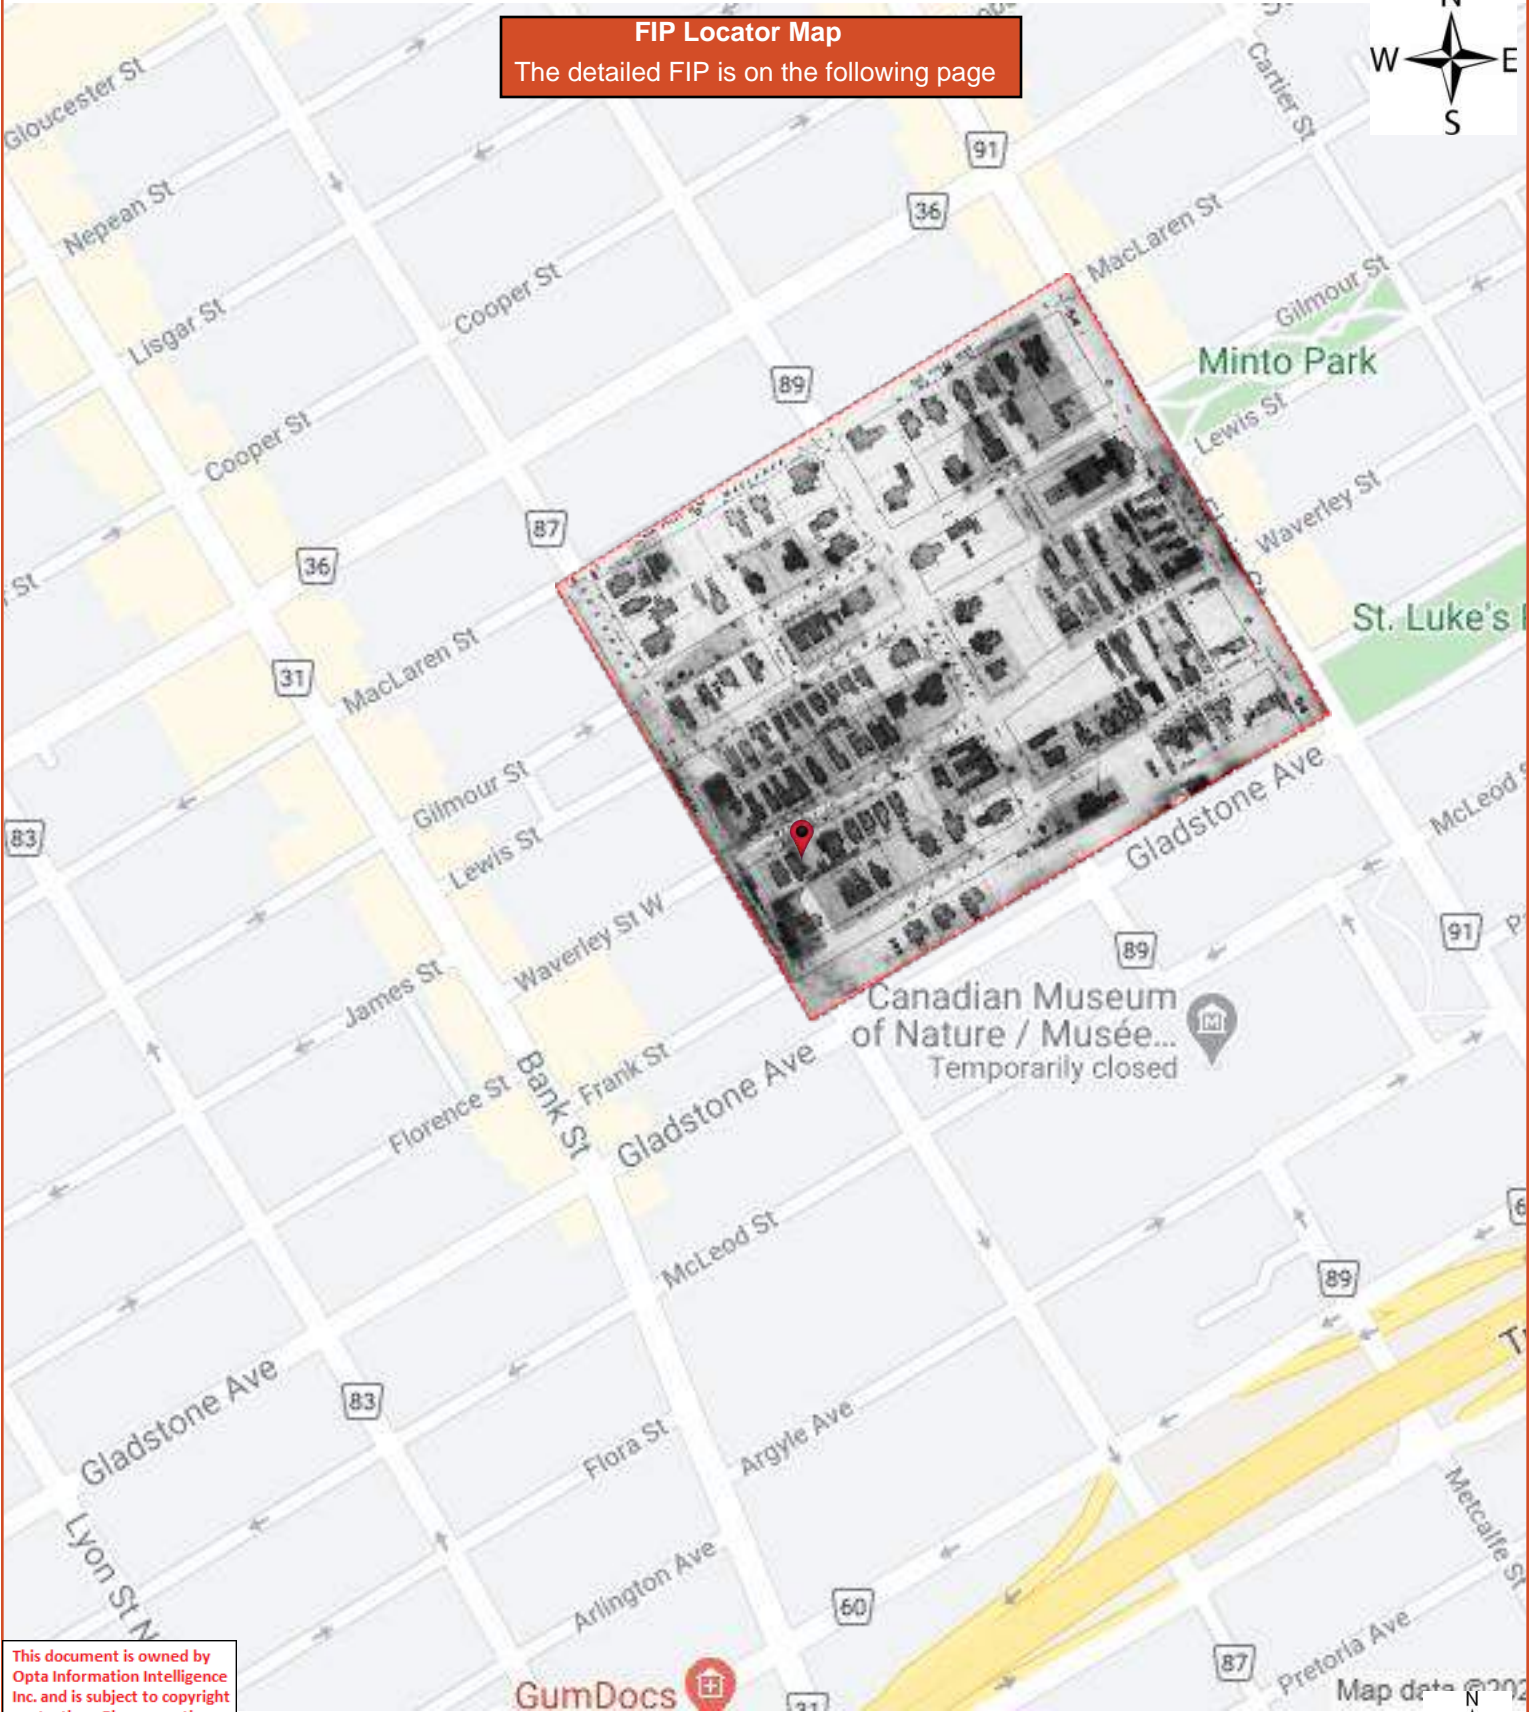 FIP Locator Map
The detailed FIP is on the following page
N
W E
S
Gloucester St
Nepean St
Lisgar St
Cooper St
Cooper St
Cartier St
91
36
MacLaren St
Gilmour St
Minto Park
Lewis St
Waverley St
89
87
36
St
31
MacLaren St
St. Luke's
Gilmour St
Lewis St
83
Waverley St W
James St
Gladstone Ave
McLeod S
91
89
Canadian Museum
of Nature / Musée...
Temporarily closed
Bank St
Frank St
Florence St
Gladstone Ave
McLeod St
89
Gladstone Ave
83
Flora St
Argyle Ave
Metcalfe St
Lyon St N
Arlington Ave
60
87
Pretoria Ave
This document is owned by
Opta Information Intelligence
Inc. and is subject to copyright
GumDocs
31
Map data ©202
N